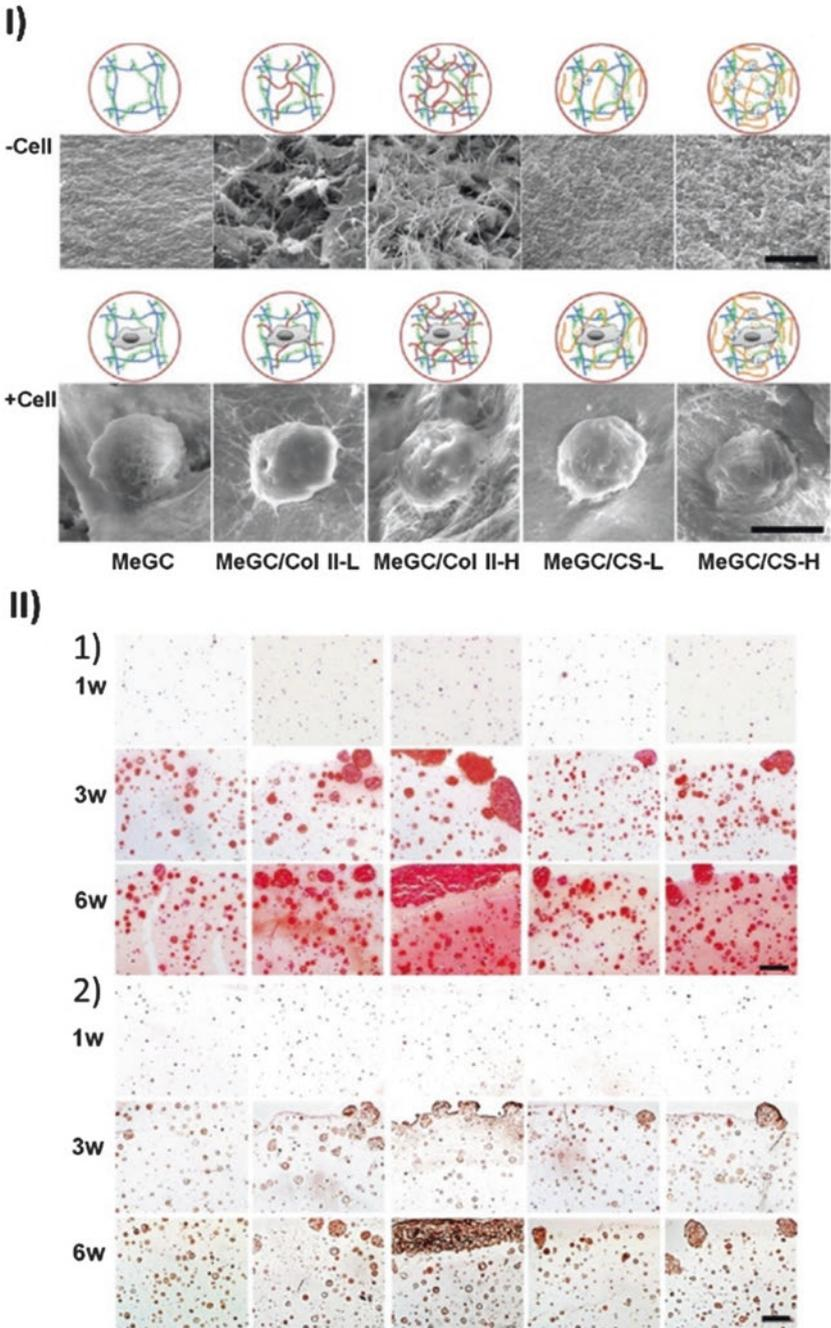 I)
-Cell
+Cell
MeGC MeGC/Col II-L MeGC/Col II-H MeGC/CS-L MeGC/CS-H
II)
1)
1w
3w
6w
2)
1w
3w
6w